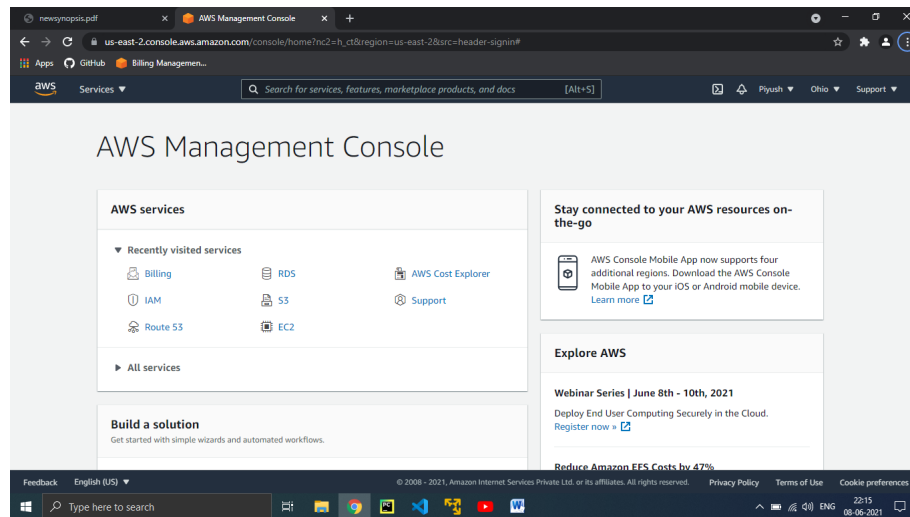 newsynopsis.pdf
AWS Management Console
us-east-2.console.aws.amazon.com/console/home?nc2=h_ct&region=us-east-2&src=header-signin#
Apps GitHub Billing Managemen...
aws Services Search for services, features, marketplace products, and docs [Alt+S] Piyush Ohio Support
AWS Management Console
AWS services
Recently visited services
Billing RDS AWS Cost Explorer
IAM S3 Support
Route 53 EC2
All services
Build a solution
Get started with simple wizards and automated workflows.
Stay connected to your AWS resources on-
the-go
AWS Console Mobile App now supports four
additional regions. Download the AWS Console
Mobile App to your iOS or Android mobile device.
Learn more
Explore AWS
Webinar Series | June 8th - 10th, 2021
Deploy End User Computing Securely in the Cloud.
Register now »
Reduce Amazon EFS Costs by 47%
Feedback English (US) © 2008 - 2021, Amazon Internet Services Private Ltd. or its affiliates. All rights reserved. Privacy Policy Terms of Use Cookie preferences
Type here to search ENG 22:15
08-06-2021